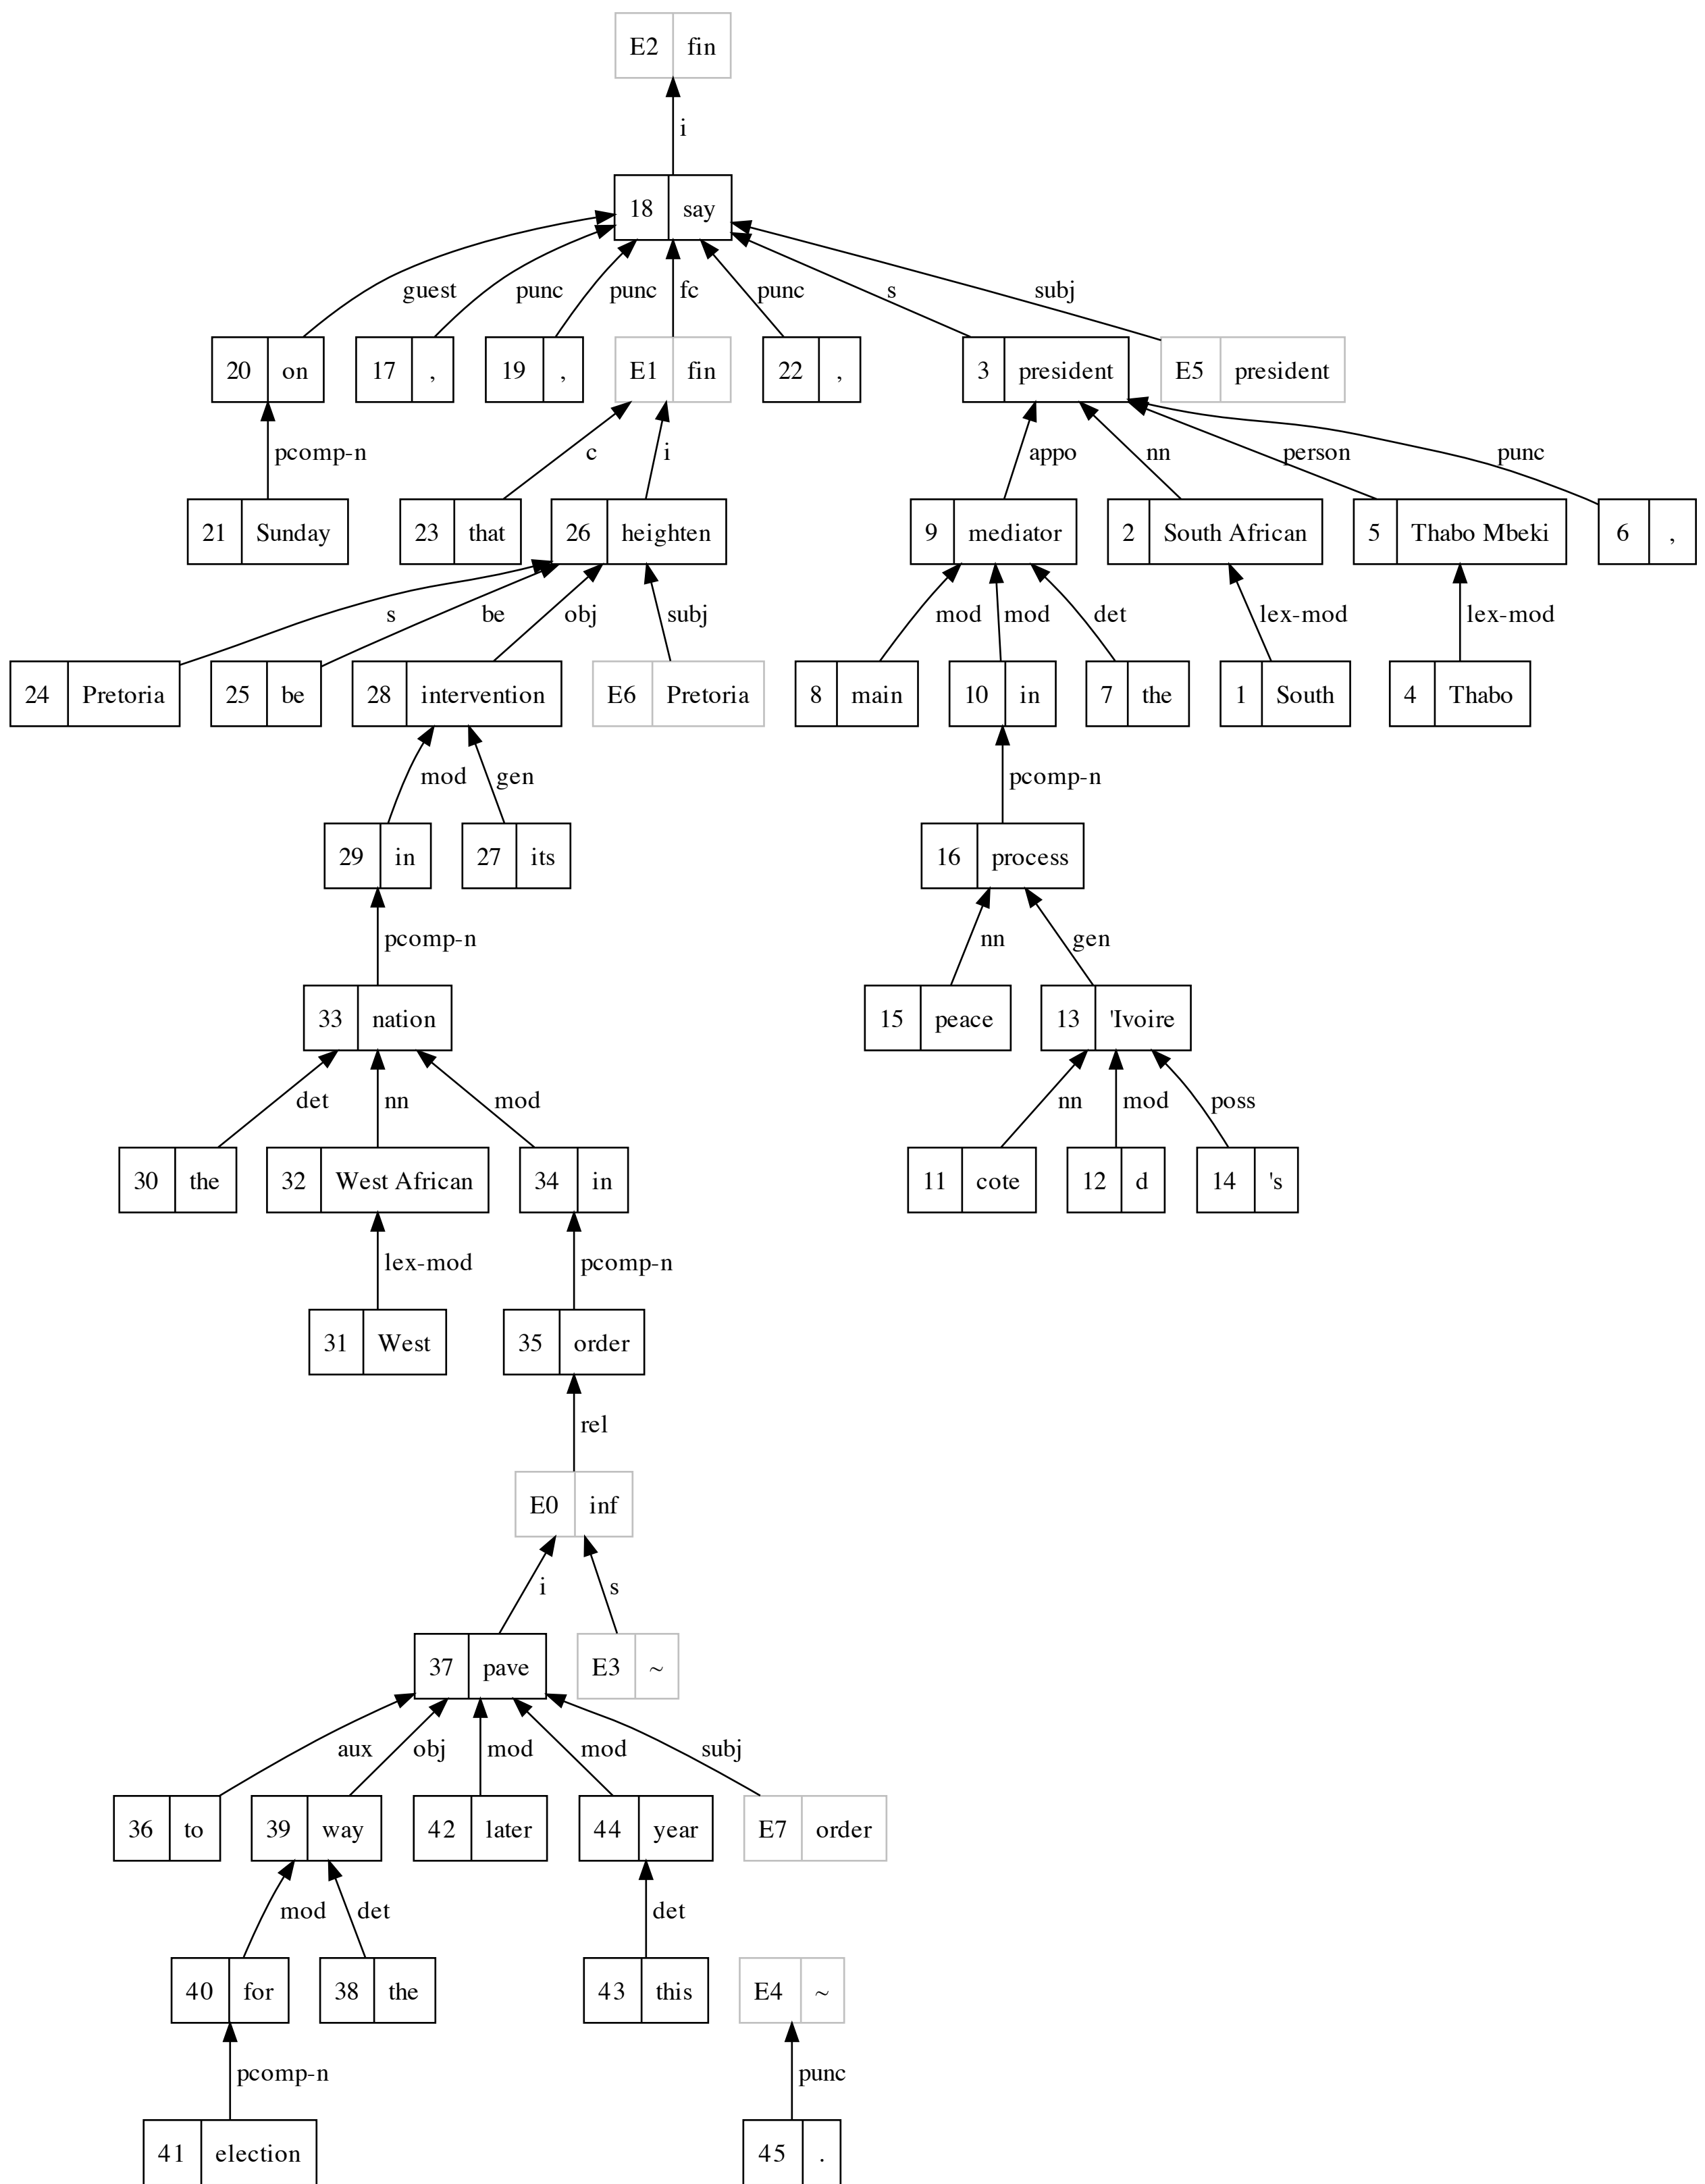 E2 fin
i
18 say
guest punc punc fc punc s subj
20 on 17 , 19 , E1 fin 22 , 3 president E5 president
pcomp-n c i appo nn person punc
21 Sunday 23 that 26 heighten 9 mediator 2 South African 5 Thabo Mbeki 6 ,
s be obj subj mod mod det lex-mod lex-mod
24 Pretoria 25 be 28 intervention E6 Pretoria 8 main 10 in 7 the 1 South 4 Thabo
mod gen pcomp-n
29 in 27 its 16 process
pcomp-n nn gen
33 nation 15 peace 13 'Ivoire
det nn mod nn mod poss
30 the 32 West African 34 in 11 cote 12 d 14 's
lex-mod pcomp-n
31 West 35 order
rel
E0 inf
i s
37 pave E3 ~
aux obj mod mod subj
36 to 39 way 42 later 44 year E7 order
mod det det
40 for 38 the 43 this E4 ~
pcomp-n punc
41 election 45 .